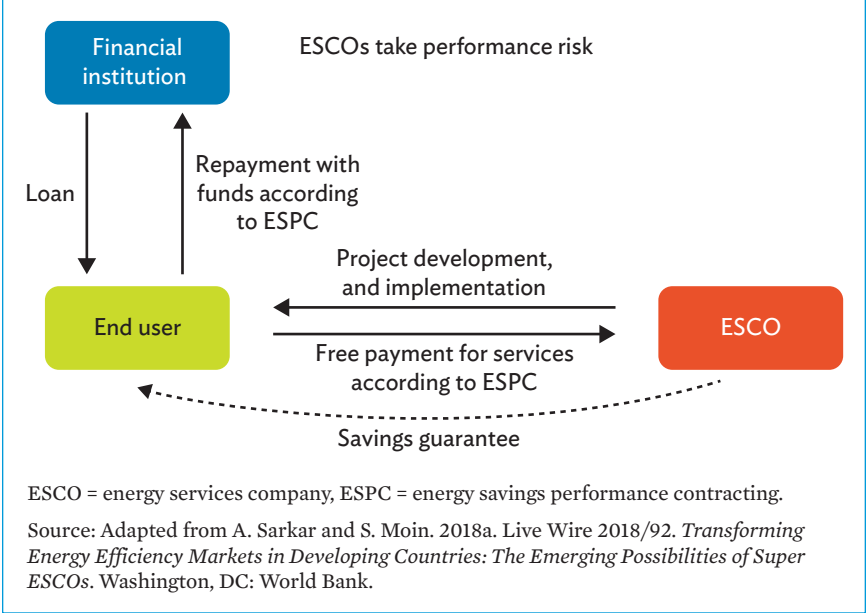 Financial
institution
ESCOs take performance risk
Loan
Repayment with
funds according
to ESPC
Project development,
and implementation
End user
ESCO
Free payment for services
according to ESPC
Savings guarantee
ESCO = energy services company, ESPC = energy savings performance contracting.
Source: Adapted from A. Sarkar and S. Moin. 2018a. Live Wire 2018/92. Transforming
Energy Efficiency Markets in Developing Countries: The Emerging Possibilities of Super
ESCOs. Washington, DC: World Bank.